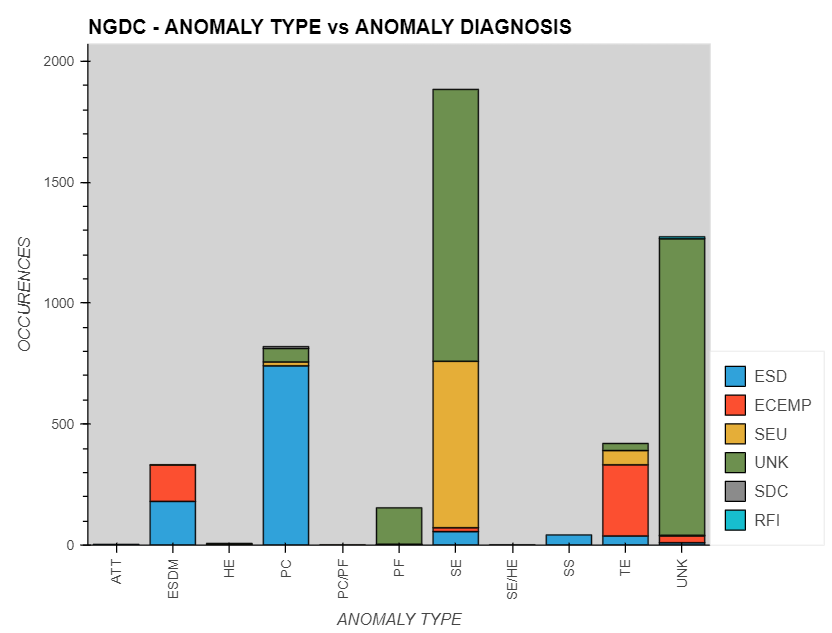 NGDC - ANOMALY TYPE vs ANOMALY DIAGNOSIS
OCCURENCES
2000
1500
1000
500
0
ATT
ESDM
HE
PC
PC/PF
PF
SE
SE/HE
SS
TE
UNK
ANOMALY TYPE
ESD
ECEMP
SEU
UNK
SDC
RFI